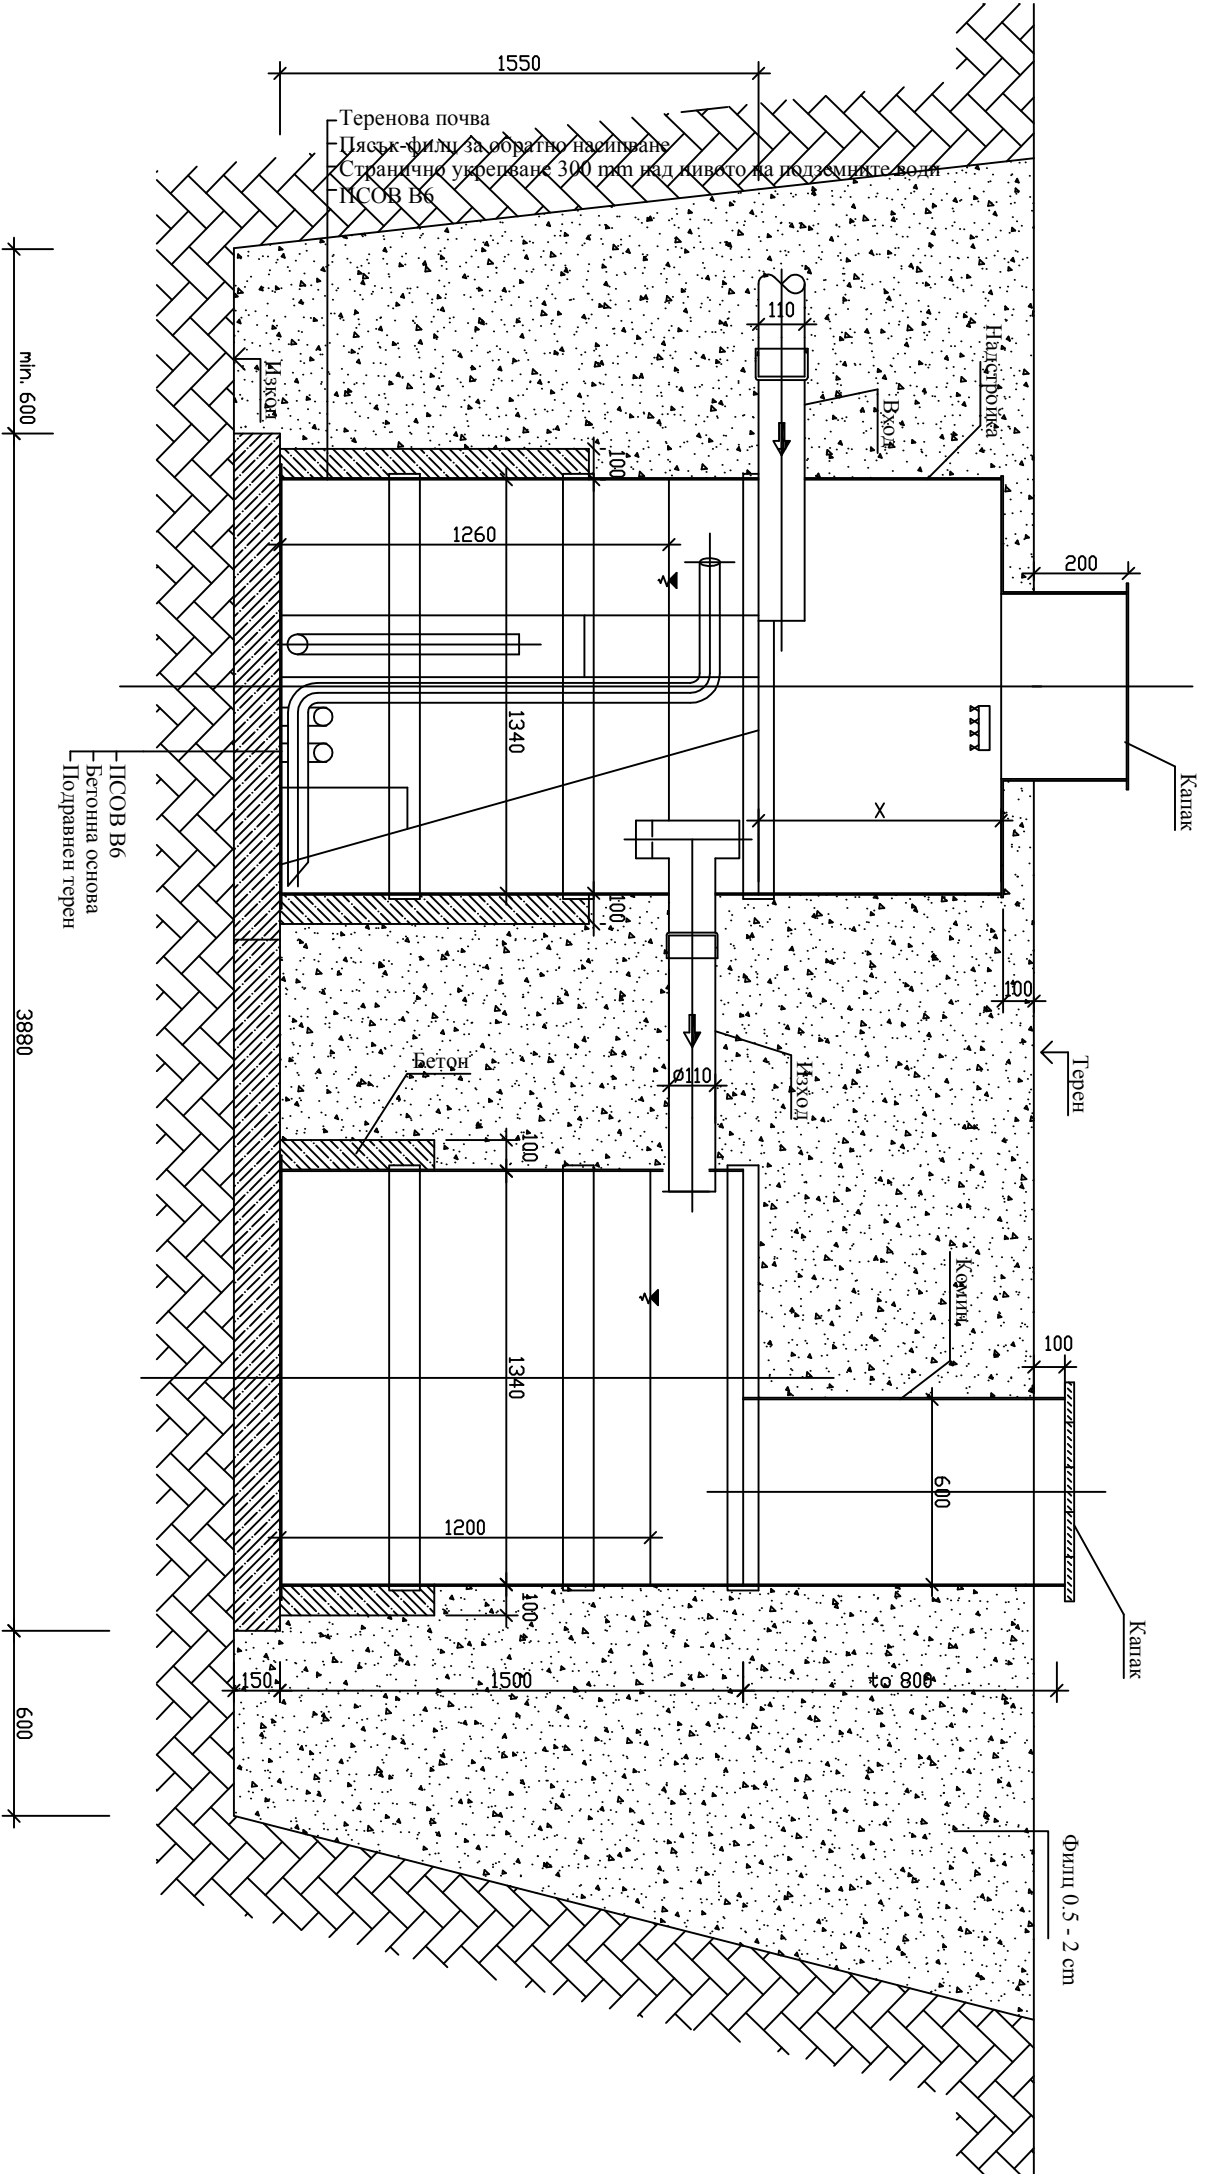 1550
Теренова почва
Пясък-филц за обратно насипване
Странично укрепване 300 mm над нивото на подземните води
ПСОВ В6
min. 600
3880
600
Изкоп
110
Вход
Надстройка
100
1260
200
1340
X
Капак
ПСОВ В6
Бетонна основа
Подравнен терен
100
100
Терен
Изход
ø110
Бетон
100
1340
1200
Комин
100
600
Капак
100
150
1500
to 800
Филц 0.5 - 2 cm